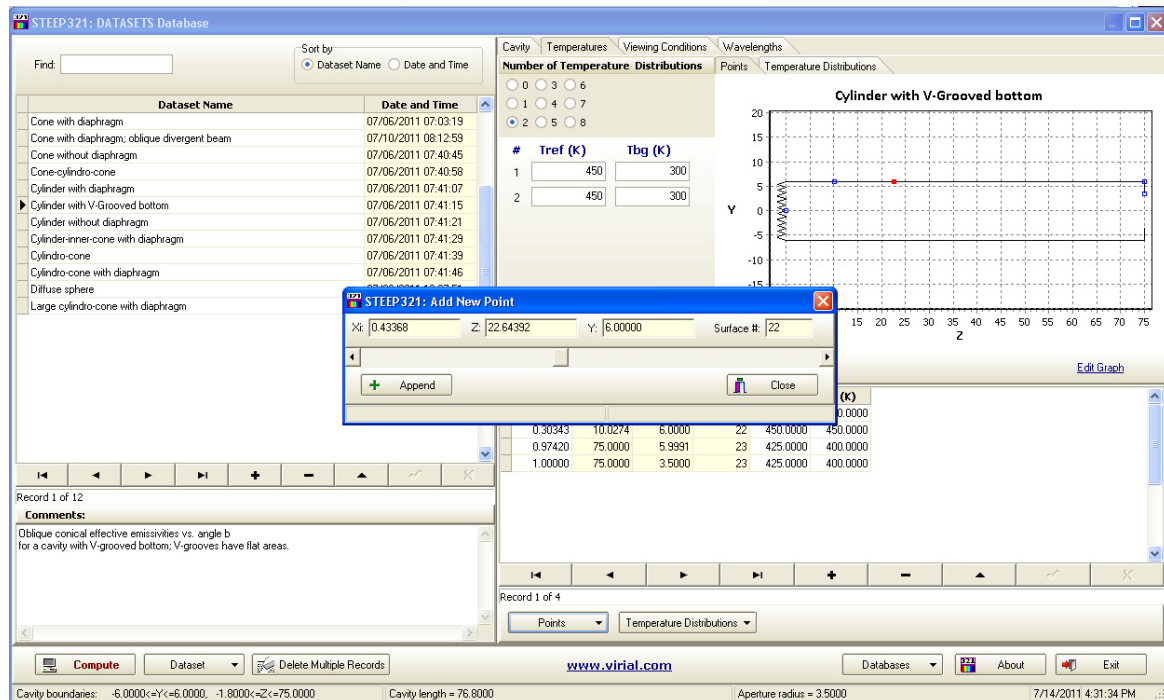 STEEP321: DATASETS Database
Find:
Sort by
Dataset Name Date and Time
Dataset Name Date and Time
Cone with diaphragm 07/06/2011 07:03:19
Cone with diaphragm; oblique divergent beam 07/10/2011 08:12:59
Cone without diaphragm 07/06/2011 07:40:45
Cone-cylindro-cone 07/06/2011 07:40:58
Cylinder with diaphragm 07/06/2011 07:41:07
Cylinder with V-Grooved bottom 07/06/2011 07:41:15
Cylinder without diaphragm 07/06/2011 07:41:21
Cylinder-inner-cone with diaphragm 07/06/2011 07:41:29
Cylindro-cone 07/06/2011 07:41:39
Cylindro-cone with diaphragm 07/06/2011 07:41:46
Diffuse sphere
Large cylindro-cone with diaphragm
Record 1 of 12
Comments:
Oblique conical effective emissivities vs. angle b
for a cavity with V-grooved bottom; V-grooves have flat areas.
Cavity Temperatures Viewing Conditions Wavelengths
Number of Temperature Distributions
0 3 6
1 4 7
2 5 8
# Tref (K) Tbg (K)
1 450 300
2 450 300
Points Temperature Distributions
Cylinder with V-Grooved bottom
20
15
10
5
Y 0
-5
-10
-15
15 20 25 30 35 40 45 50 55 60 65 70 75
Z
Edit Graph
STEEP321: Add New Point
Xi: 0.43368 Z: 22.64392 Y: 6.00000 Surface #: 22
Append Close
(K)
0.30343 10.0274 6.0000 22 450.0000 450.0000
0.97420 75.0000 5.9991 23 425.0000 400.0000
1.00000 75.0000 3.5000 23 425.0000 400.0000
Record 1 of 4
Points Temperature Distributions
Compute Dataset Delete Multiple Records www.virial.com Databases About Exit
Cavity boundaries: -6.0000<=Y<=6.0000, -1.8000<=Z<=75.0000 Cavity length = 76.8000 Aperture radius = 3.5000 7/14/2011 4:31:34 PM